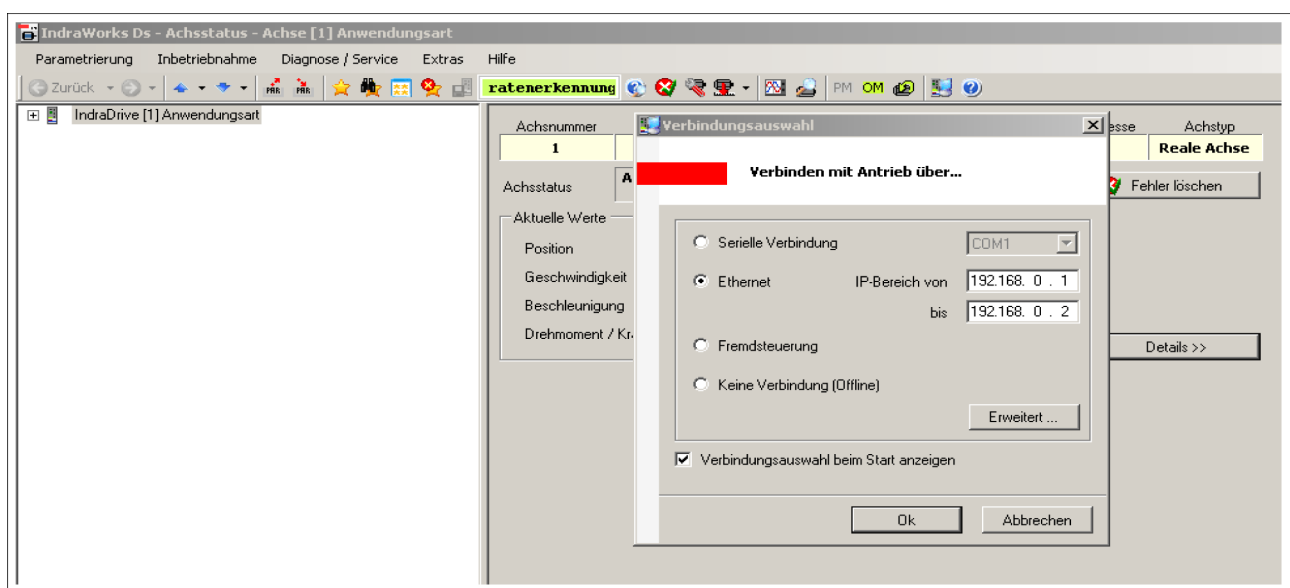 IndraWorks Ds - Achsstatus - Achse [1] Anwendungsart
Parametrierung Inbetriebnahme Diagnose / Service Extras Hilfe
Zurück PAR PAR ratenerkennung PM OM
IndraDrive [1] Anwendungsart
Achsnummer
1
esse
Achstyp
Reale Achse
Achsstatus
A
Fehler löschen
Aktuelle Werte
Position
Geschwindigkeit
Beschleunigung
Drehmoment / Kr
Details >>
Verbindungsauswahl
Verbinden mit Antrieb über...
Serielle Verbindung COM1
Ethernet IP-Bereich von 192.168. 0 . 1
bis 192.168. 0 . 2
Fremdsteuerung
Keine Verbindung (Offline)
Erweitert ...
Verbindungsauswahl beim Start anzeigen
Ok Abbrechen